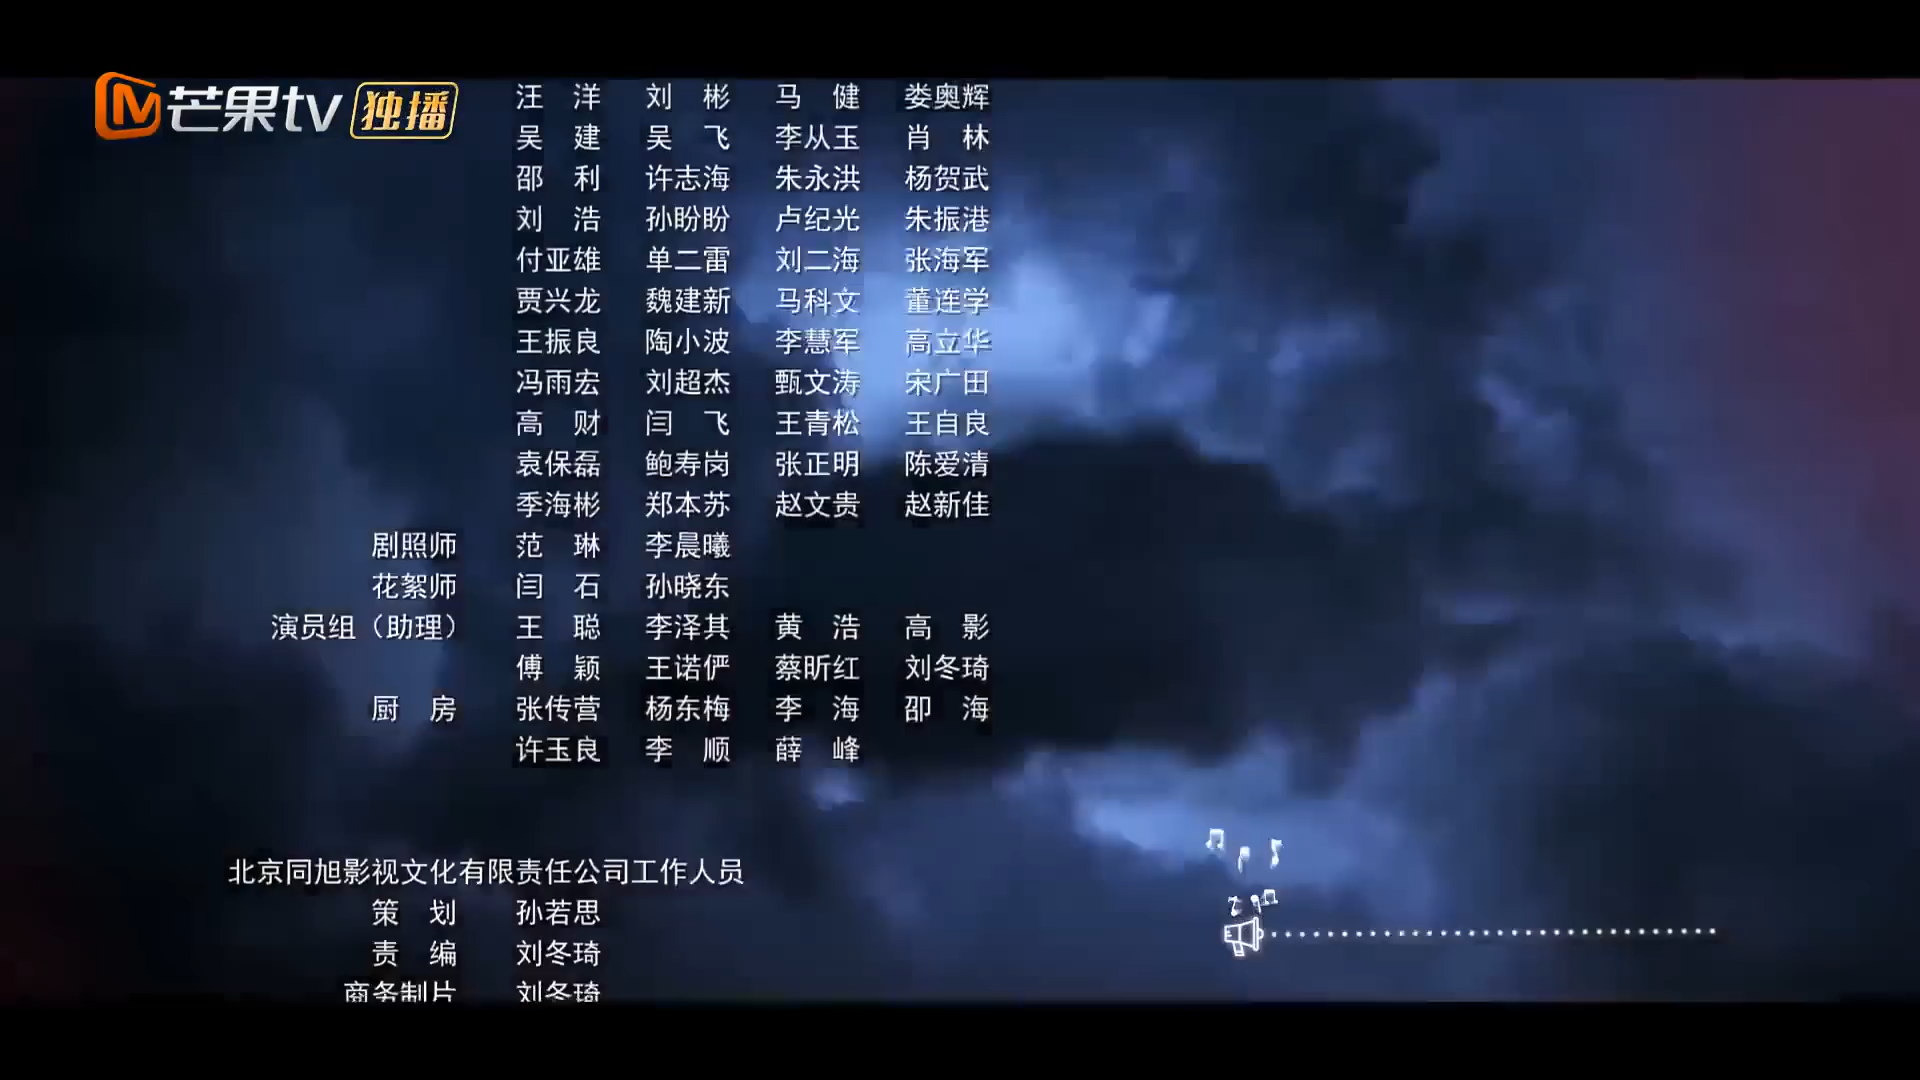 芒果tv 独播
汪 洋 刘 彬 马 健 娄奥辉
吴 建 吴 飞 李从玉 肖 林
邵 利 许志海 朱永洪 杨贺武
刘 浩 孙盼盼 卢纪光 朱振港
付亚雄 单二雷 刘二海 张海军
贾兴龙 魏建新 马科文 董连学
王振良 陶小波 李慧军 高立华
冯雨宏 刘超杰 甄文涛 宋广田
高 财 闫 飞 王青松 王自良
袁保磊 鲍寿岗 张正明 陈爱清
季海彬 郑本苏 赵文贵 赵新佳
剧照师 范 琳 李晨曦
花絮师 闫 石 孙晓东
演员组（助理） 王 聪 李泽其 黄 浩 高 影
傅 颖 王诺俨 蔡昕红 刘冬琦
厨 房 张传营 杨东梅 李 海 邵 海
许玉良 李 顺 薛 峰
北京同旭影视文化有限责任公司工作人员
策 划 孙若思
责 编 刘冬琦
商务制片 刘冬琦